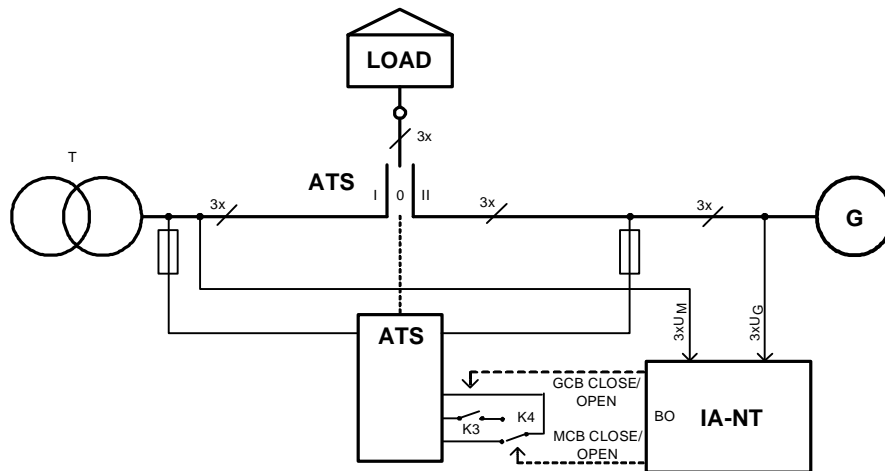 LOAD
3x
T
ATS
I
0
II
3x
3x
3x
G
3xUM
3xUG
ATS
GCB CLOSE/
OPEN
K4
K3
BO
IA-NT
MCB CLOSE/
OPEN